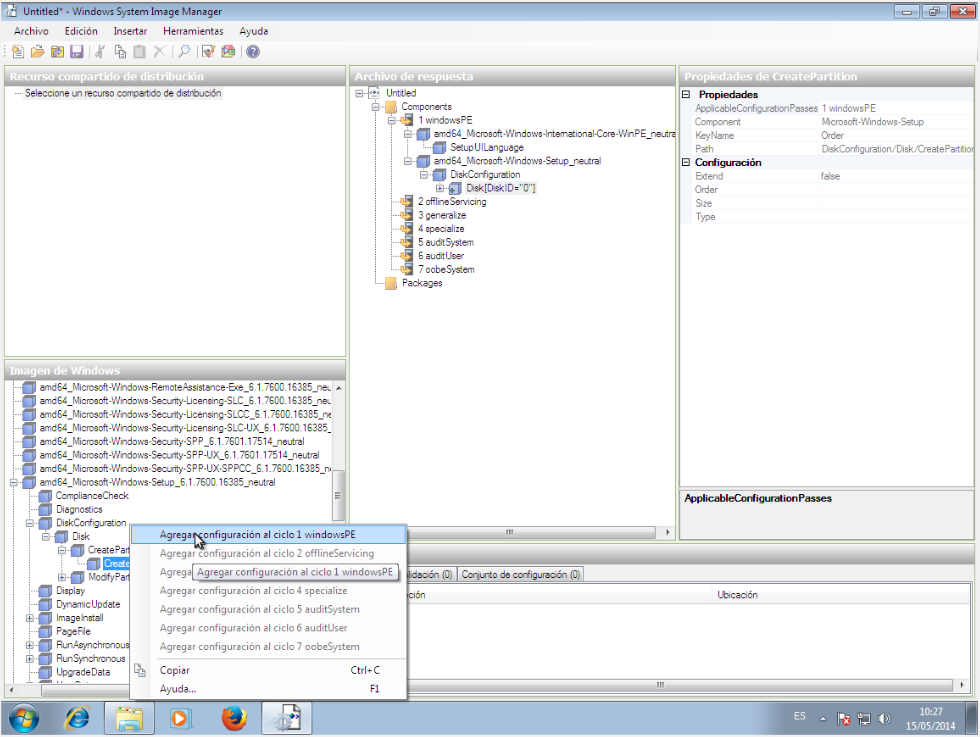 Untitled* - Windows System Image Manager
Archivo Edición Insertar Herramientas Ayuda
Recurso compartido de distribución
Seleccione un recurso compartido de distribución
Archivo de respuesta
Untitled
Components
1 windowsPE
amd64_Microsoft-Windows-International-Core-WinPE_neutra
SetupUILanguage
amd64_Microsoft-Windows-Setup_neutral
DiskConfiguration
Disk[DiskID="0"]
2 offlineServicing
3 generalize
4 specialize
5 auditSystem
6 auditUser
7 oobeSystem
Packages
Propiedades de CreatePartition
Propiedades
ApplicableConfigurationPasses 1 windowsPE
Component Microsoft-Windows-Setup
KeyName Order
Path DiskConfiguration/Disk/CreatePartition
Configuración
Extend false
Order
Size
Type
ApplicableConfigurationPasses
Imagen de Windows
amd64_Microsoft-Windows-RemoteAssistance-Exe_6.1.7600.16385_neu
amd64_Microsoft-Windows-Security-Licensing-SLC_6.1.7600.16385_neu
amd64_Microsoft-Windows-Security-Licensing-SLCC_6.1.7600.16385_ne
amd64_Microsoft-Windows-Security-Licensing-SLC-UX_6.1.7600.16385_
amd64_Microsoft-Windows-Security-SPP_6.1.7601.17514_neutral
amd64_Microsoft-Windows-Security-SPP-UX_6.1.7601.17514_neutral
amd64_Microsoft-Windows-Security-SPP-UX-SPPCC_6.1.7600.16385_n
amd64_Microsoft-Windows-Setup_6.1.7600.16385_neutral
ComplianceCheck
Diagnostics
DiskConfiguration
Disk
CreatePart
Create
ModifyPart
Display
DynamicUpdate
ImageInstall
PageFile
RunAsynchronous
RunSynchronous
UpgradeData
Agregar configuración al ciclo 1 windowsPE
Agregar configuración al ciclo 2 offlineServicing
Agrega
Agregar configuración al ciclo 1 windowsPE
Agregar configuración al ciclo 4 specialize
Agregar configuración al ciclo 5 auditSystem
Agregar configuración al ciclo 6 auditUser
Agregar configuración al ciclo 7 oobeSystem
Copiar Ctrl+C
Ayuda... F1
lidación (0) Conjunto de configuración (0)
ción Ubicación
ES
10:27
15/05/2014